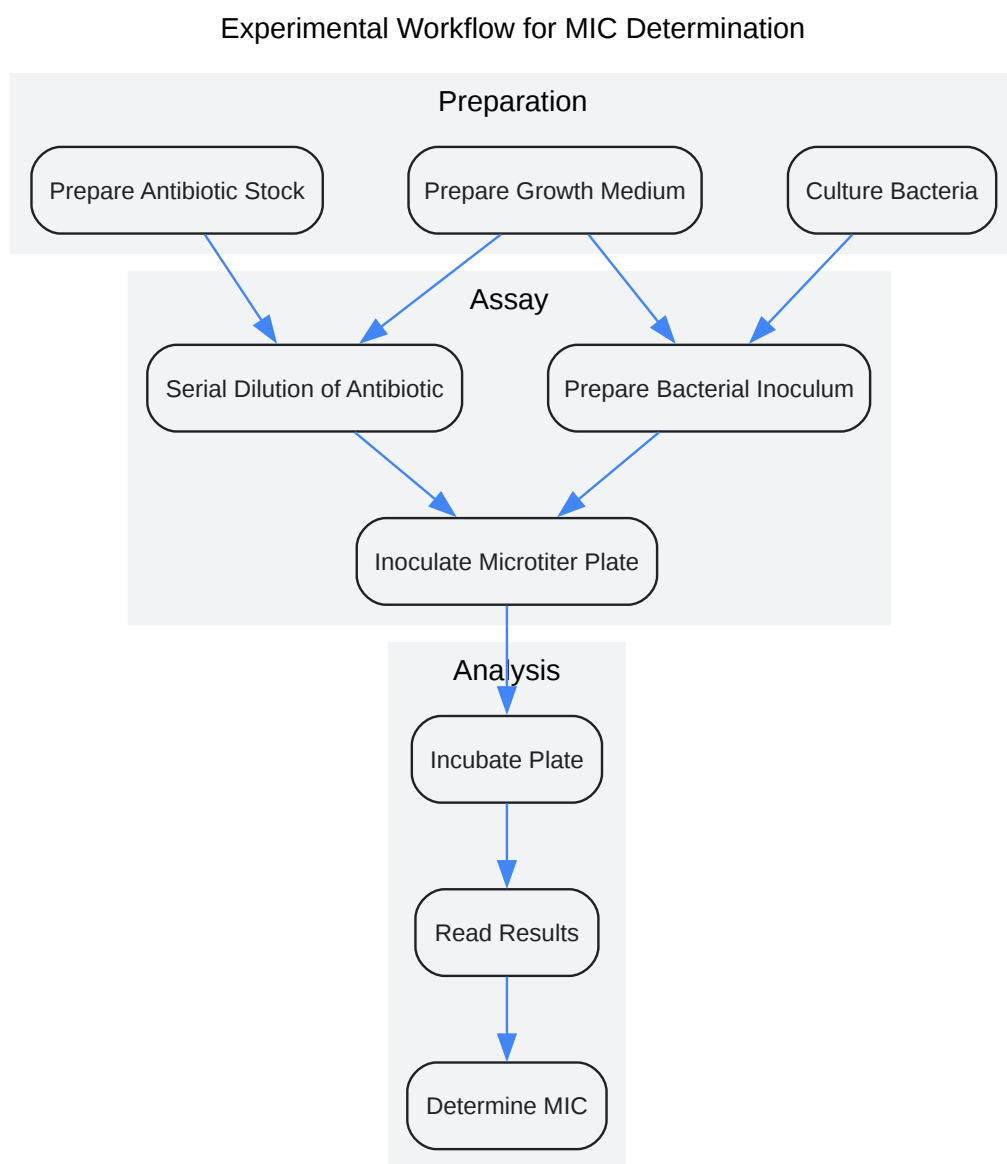 Experimental Workflow for MIC Determination
Preparation
Prepare Antibiotic Stock
Prepare Growth Medium
Culture Bacteria
Assay
Serial Dilution of Antibiotic
Prepare Bacterial Inoculum
Inoculate Microtiter Plate
Analysis
Incubate Plate
Read Results
Determine MIC